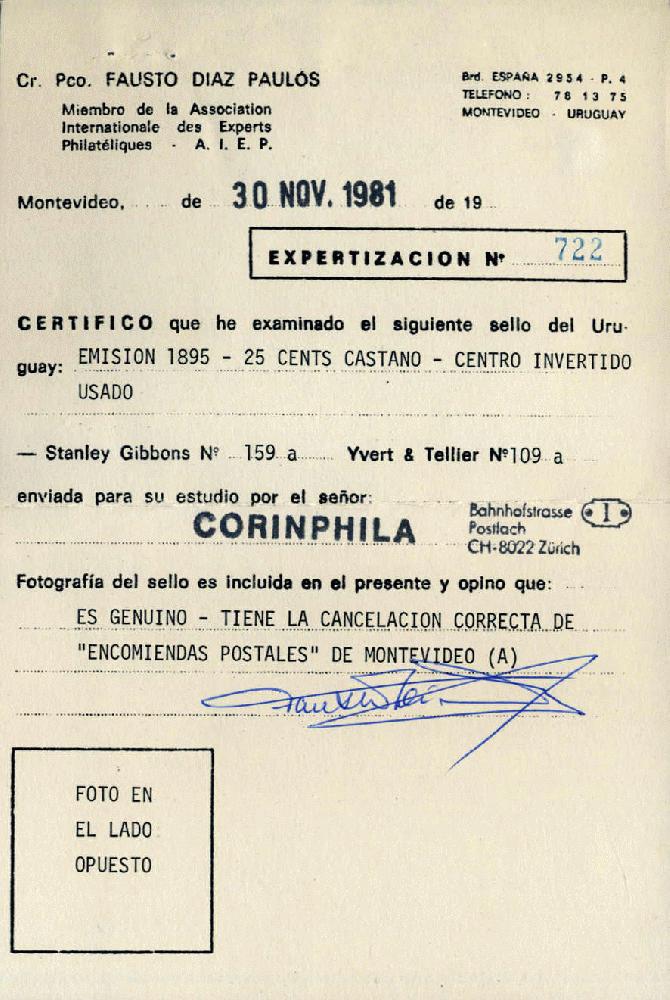 Cr. Pco. FAUSTO DIAZ PAULÓS
Miembro de la Association
Internationale des Experts
Philatéliques - A. I. E. P.
Brd. ESPAÑA 2954 - P. 4
TELEFONO : 78 13 75
MONTEVIDEO - URUGUAY
Montevideo, de 30 NOV. 1981 de 19
EXPERTIZACION Nº 722
CERTIFICO que he examinado el siguiente sello del Uru-
guay: EMISION 1895 - 25 CENTS CASTANO - CENTRO INVERTIDO
USADO
— Stanley Gibbons Nº 159 a Yvert & Tellier Nº 109 a
enviada para su estudio por el señor:
CORINPHILA
Bahnhofstrasse 1
Postfach
CH-8022 Zürich
Fotografía del sello es incluida en el presente y opino que:
ES GENUINO - TIENE LA CANCELACION CORRECTA DE
"ENCOMIENDAS POSTALES" DE MONTEVIDEO (A)
FOTO EN
EL LADO
OPUESTO